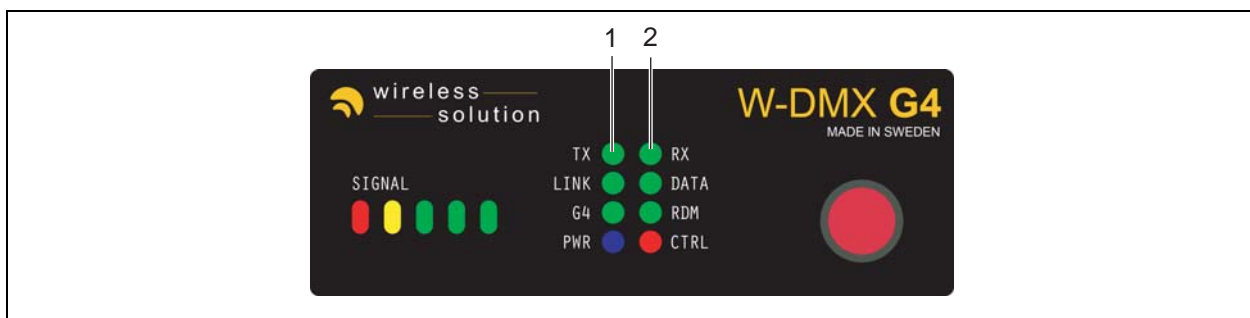 1 2
wireless
solution
W-DMX G4
MADE IN SWEDEN
TX RX
SIGNAL
LINK DATA
G4 RDM
PWR CTRL